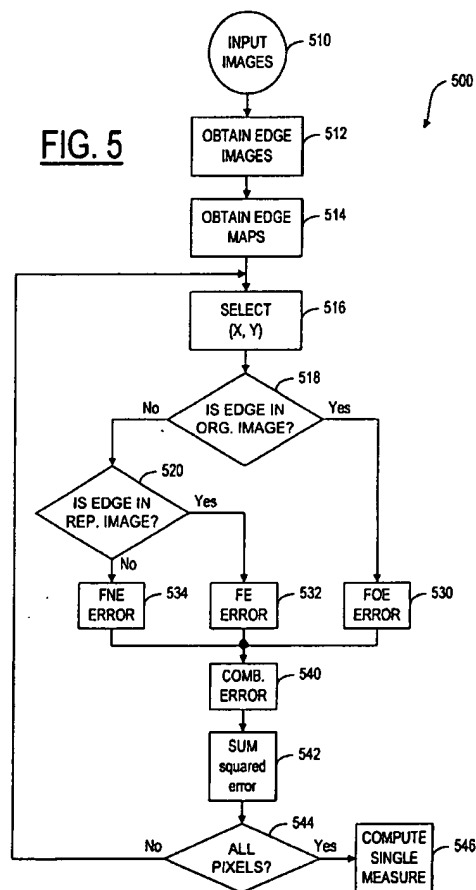 INPUT
IMAGES
510
500
FIG. 5
OBTAIN EDGE
IMAGES
512
OBTAIN EDGE
MAPS
514
SELECT
(X, Y)
516
518
No
IS EDGE IN
ORG. IMAGE?
Yes
520
IS EDGE IN
REP. IMAGE?
Yes
No
FNE
ERROR
534
FE
ERROR
532
FOE
ERROR
530
COMB.
ERROR
540
SUM
squared
error
542
544
No
ALL
PIXELS?
Yes
COMPUTE
SINGLE
MEASURE
546